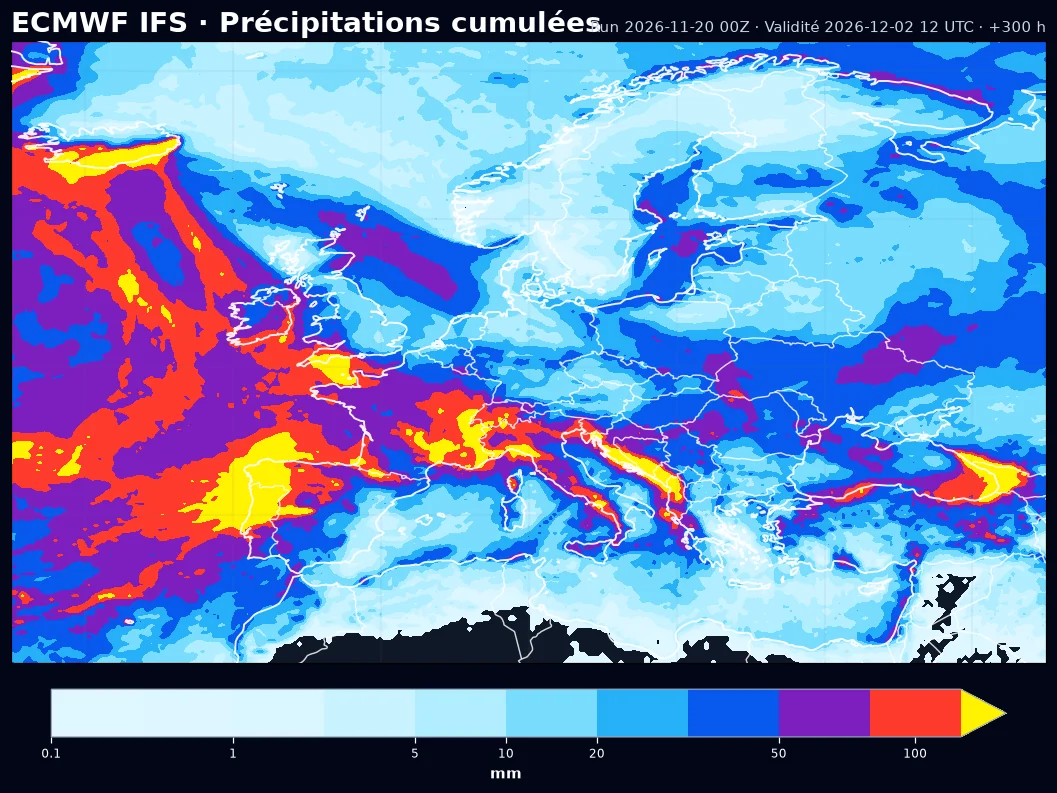 ECMWF IFS · Précipitations cumulées
Run 2026-11-20 00Z · Validité 2026-12-02 12 UTC · +300 h
0.1 1 5 10 20 50 100
mm